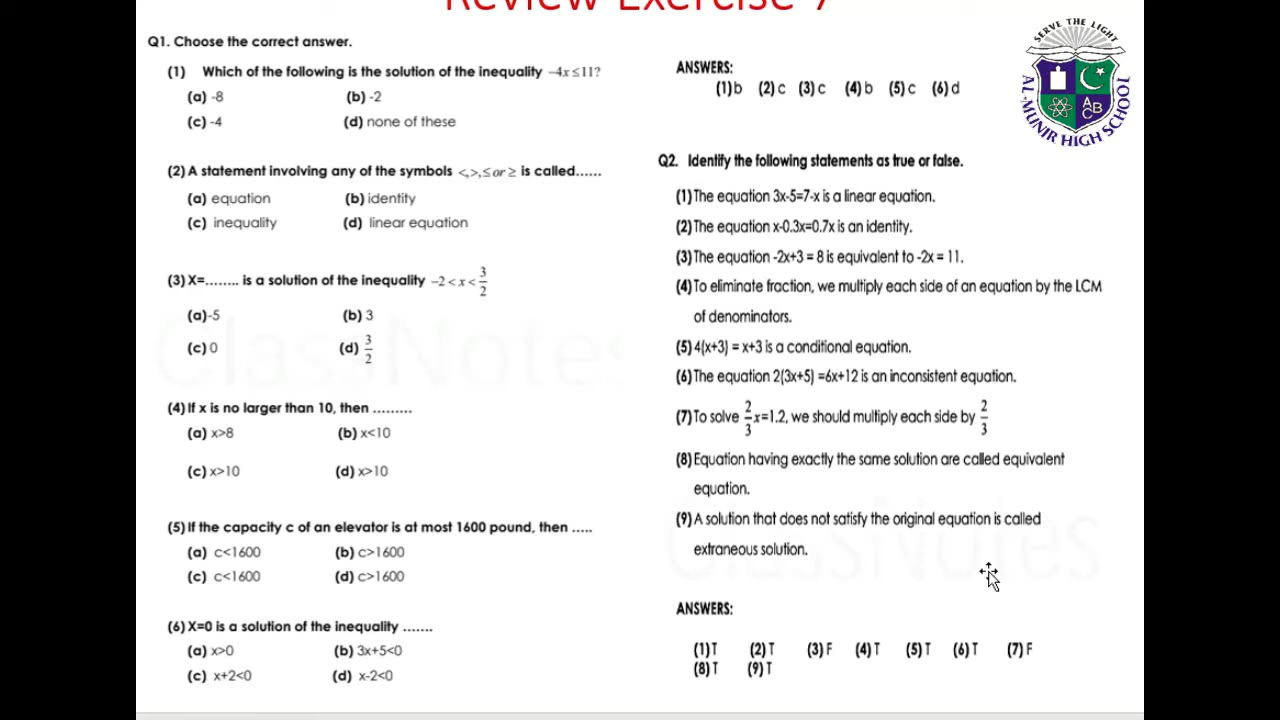 Review Exercise 7
Q1. Choose the correct answer.
(1) Which of the following is the solution of the inequality −4x ≤ 11?
(a) -8 (b) -2
(c) -4 (d) none of these
(2) A statement involving any of the symbols <,>,≤ or ≥ is called......
(a) equation (b) identity
(c) inequality (d) linear equation
(3) X=........ is a solution of the inequality −2 < x < 3/2
(a)-5 (b) 3
(c) 0 (d) 3/2
(4) If x is no larger than 10, then .........
(a) x>8 (b) x<10
(c) x>10 (d) x>10
(5) If the capacity c of an elevator is at most 1600 pound, then .....
(a) c<1600 (b) c>1600
(c) c<1600 (d) c>1600
(6) X=0 is a solution of the inequality .......
(a) x>0 (b) 3x+5<0
(c) x+2<0 (d) x-2<0
ANSWERS:
(1) b (2) c (3) c (4) b (5) c (6) d
Q2. Identify the following statements as true or false.
(1) The equation 3x-5=7-x is a linear equation.
(2) The equation x-0.3x=0.7x is an identity.
(3) The equation -2x+3 = 8 is equivalent to -2x = 11.
(4) To eliminate fraction, we multiply each side of an equation by the LCM
of denominators.
(5) 4(x+3) = x+3 is a conditional equation.
(6) The equation 2(3x+5) =6x+12 is an inconsistent equation.
(7) To solve 2/3 x=1.2, we should multiply each side by 2/3
(8) Equation having exactly the same solution are called equivalent
equation.
(9) A solution that does not satisfy the original equation is called
extraneous solution.
ANSWERS:
(1) T (2) T (3) F (4) T (5) T (6) T (7) F
(8) T (9) T
SERVE THE LIGHT
AL-MUNIR HIGH SCHOOL
AB
C
ClassNotes
ClassNotes